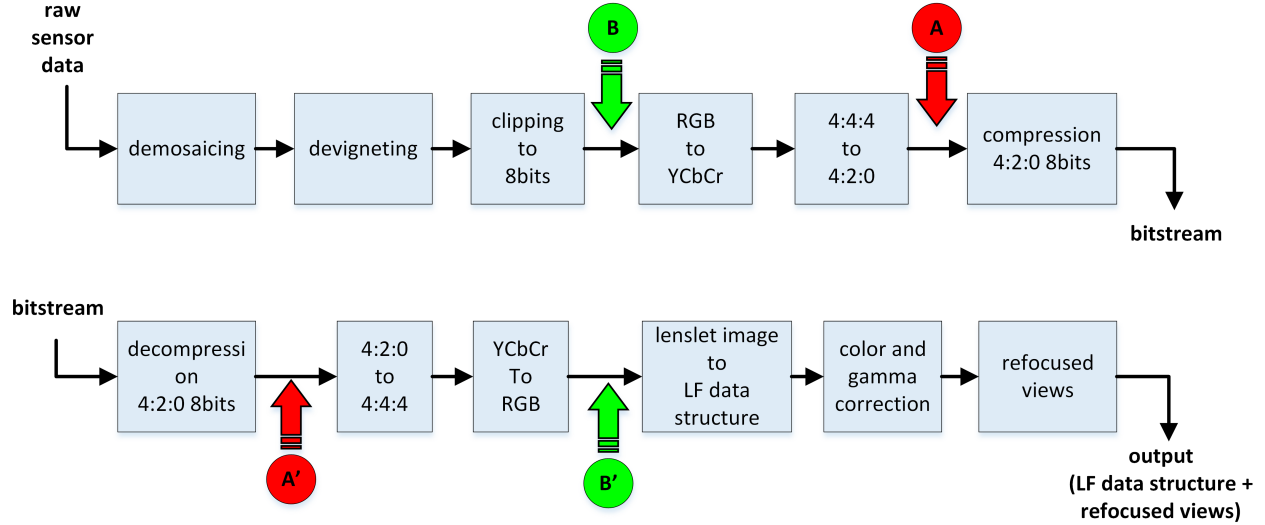 raw
sensor
data
B
A
demosaicing
devigneting
clipping
to
8bits
RGB
to
YCbCr
4:4:4
to
4:2:0
compression
4:2:0 8bits
bitstream
bitstream
decompressi
on
4:2:0 8bits
4:2:0
to
4:4:4
YCbCr
To
RGB
lenslet image
to
LF data
structure
color and
gamma
correction
refocused
views
A’
B’
output
(LF data structure +
refocused views)